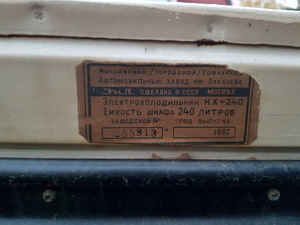 МОСКОВСКИЙ /ГОРОДСКОЙ/ СОВНАРХОЗ
АВТОМОБИЛЬНЫЙ ЗАВОД ИМ. ЛИХАЧЕВА
ЗИЛ СДЕЛАНО В СССР МОСКВА
ЭЛЕКТРОХОЛОДИЛЬНИК КХ-240
ЕМКОСТЬ ШКАФА 240 ЛИТРОВ
ЗАВОДСКОЙ № ГОД ВЫПУСКА
1962